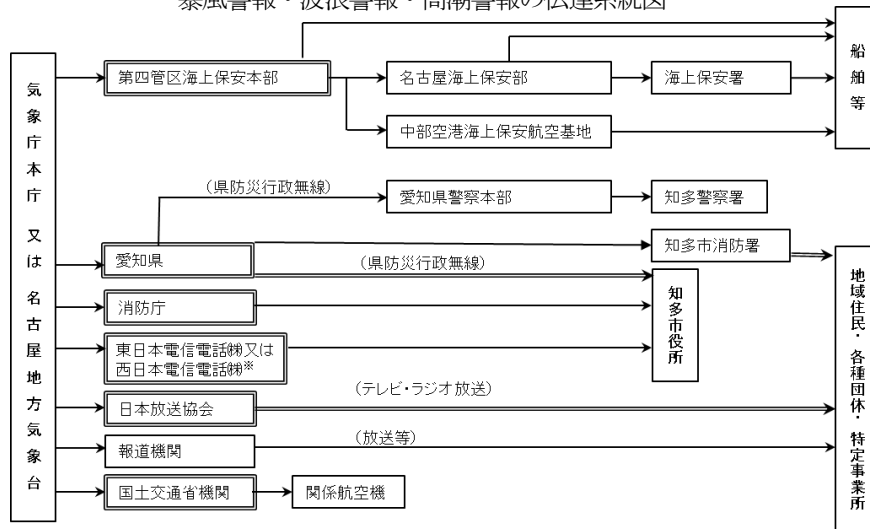 暴風警報・波浪警報・高潮警報の伝達系統図
気象庁本庁 又は 名古屋地方気象台
第四管区海上保安本部
名古屋海上保安部
海上保安署
船舶等
中部空港海上保安航空基地
(県防災行政無線)
愛知県警察本部
知多警察署
愛知県
(県防災行政無線)
知多市消防署
消防庁
知多市役所
東日本電信電話㈱又は
西日本電信電話㈱※
日本放送協会
(テレビ・ラジオ放送)
報道機関
(放送等)
国土交通省機関
関係航空機
地域住民・各種団体・特定事業所